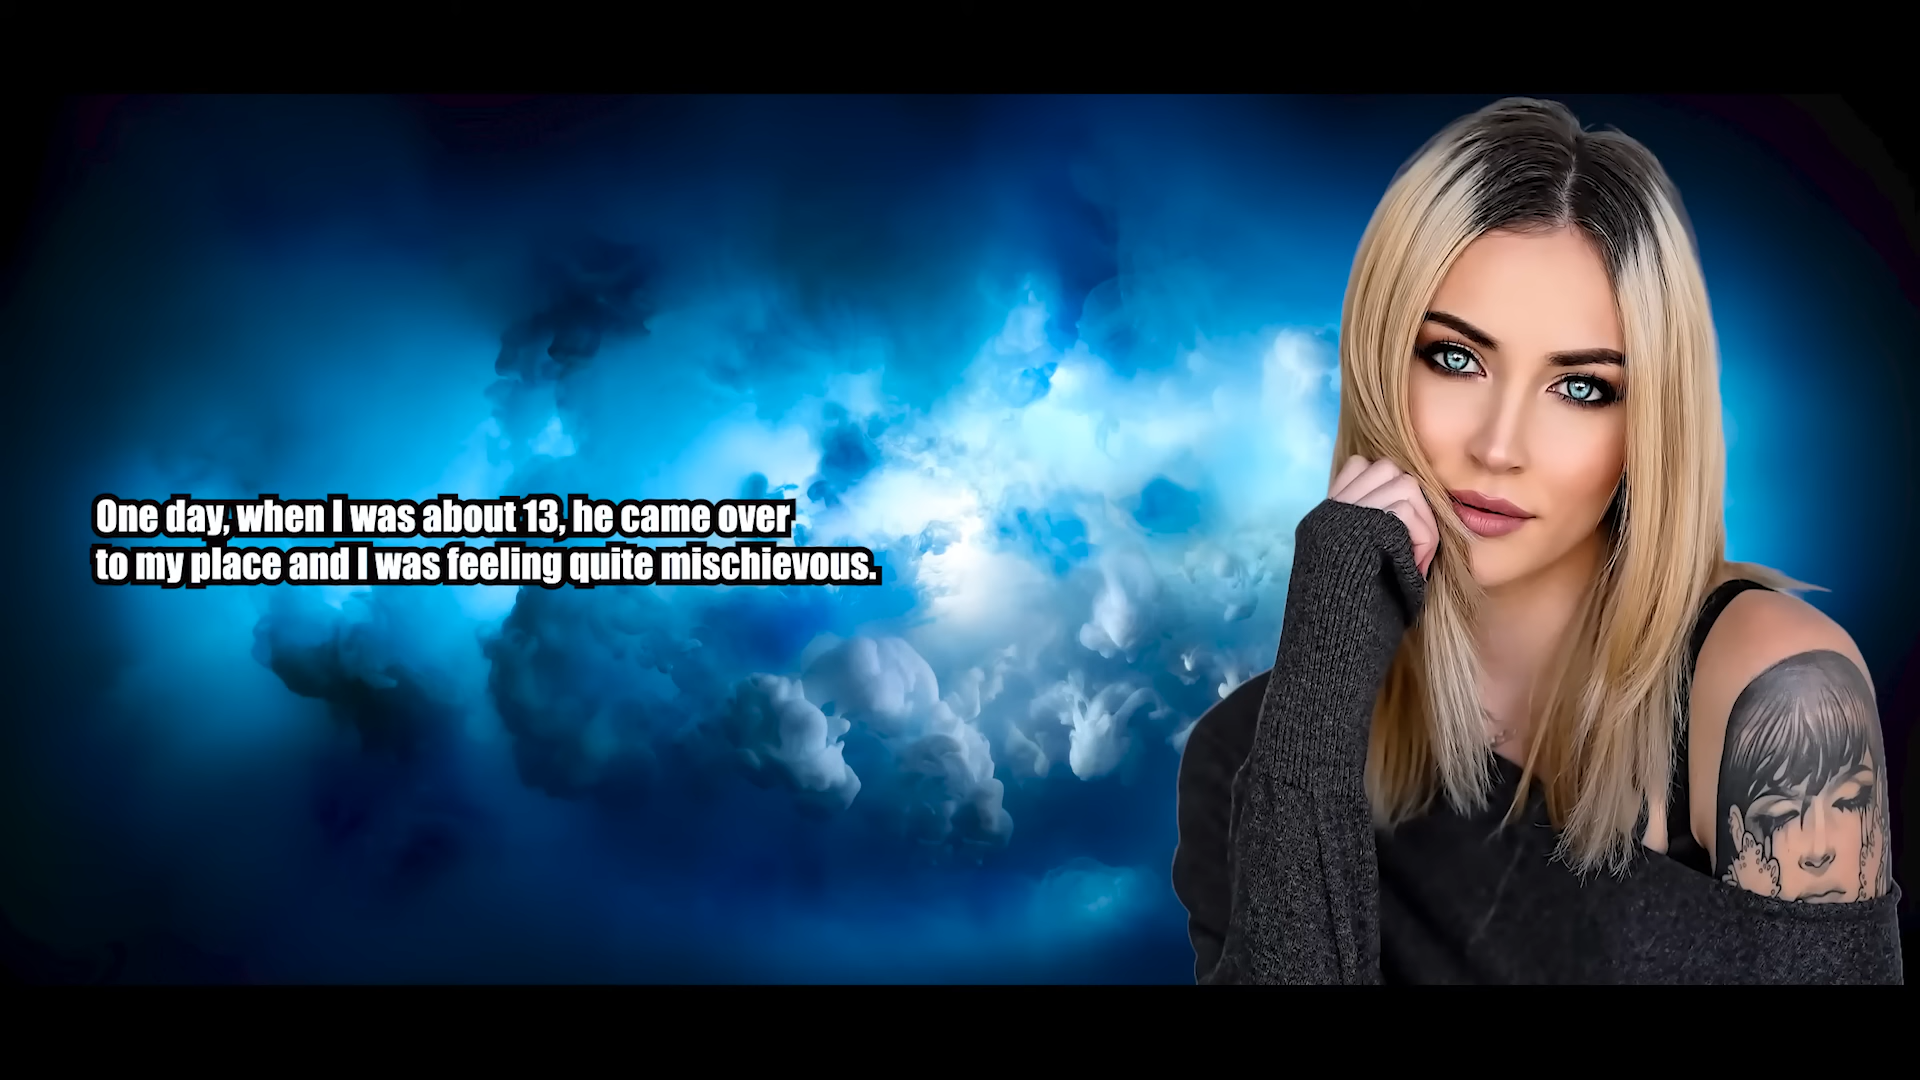 One day, when I was about 13, he came over
to my place and I was feeling quite mischievous.